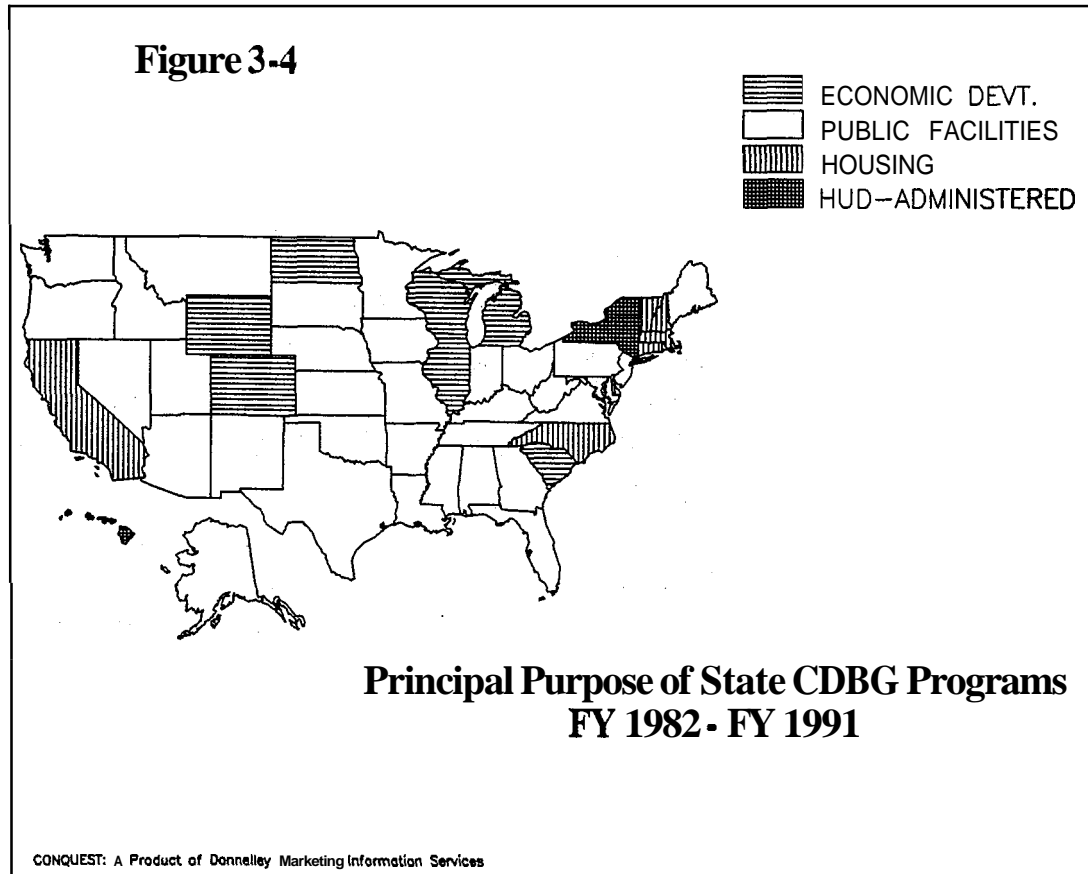 Figure 3-4
ECONOMIC DEVT.
PUBLIC FACILITIES
HOUSING
HUD-ADMINISTERED
Principal Purpose of State CDBG Programs
FY 1982 - FY 1991
CONQUEST: A Product of Donnelley Marketing Information Services